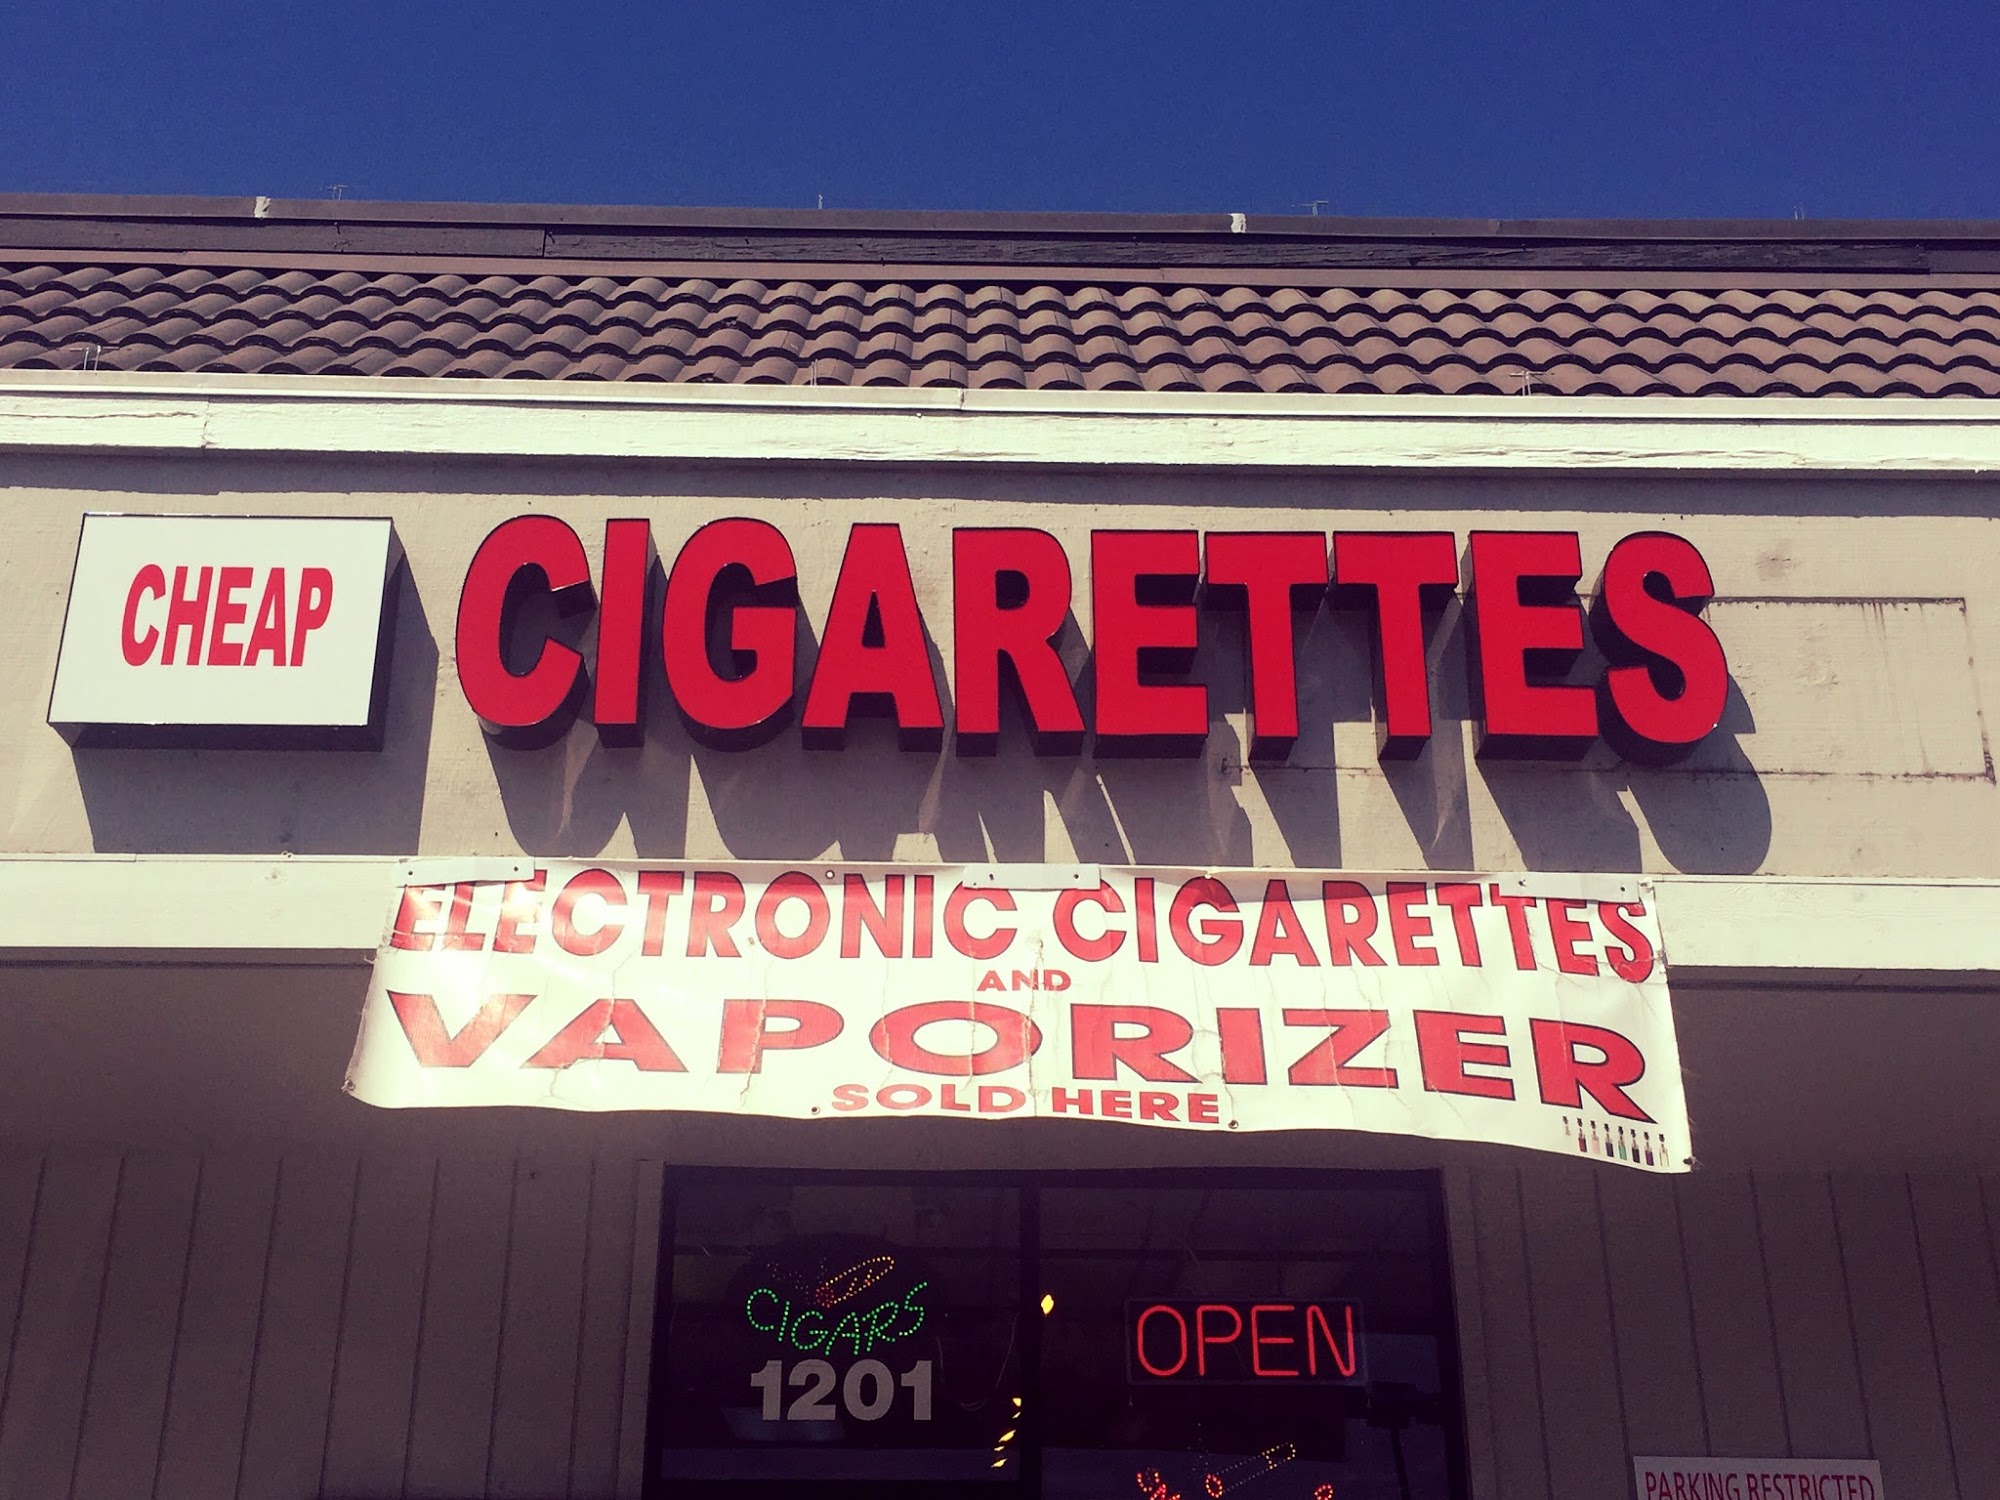 CHEAP CIGARETTES
ELECTRONIC CIGARETTES
AND
VAPORIZER
SOLD HERE
CIGARS
1201
OPEN
PARKING RESTRICTED